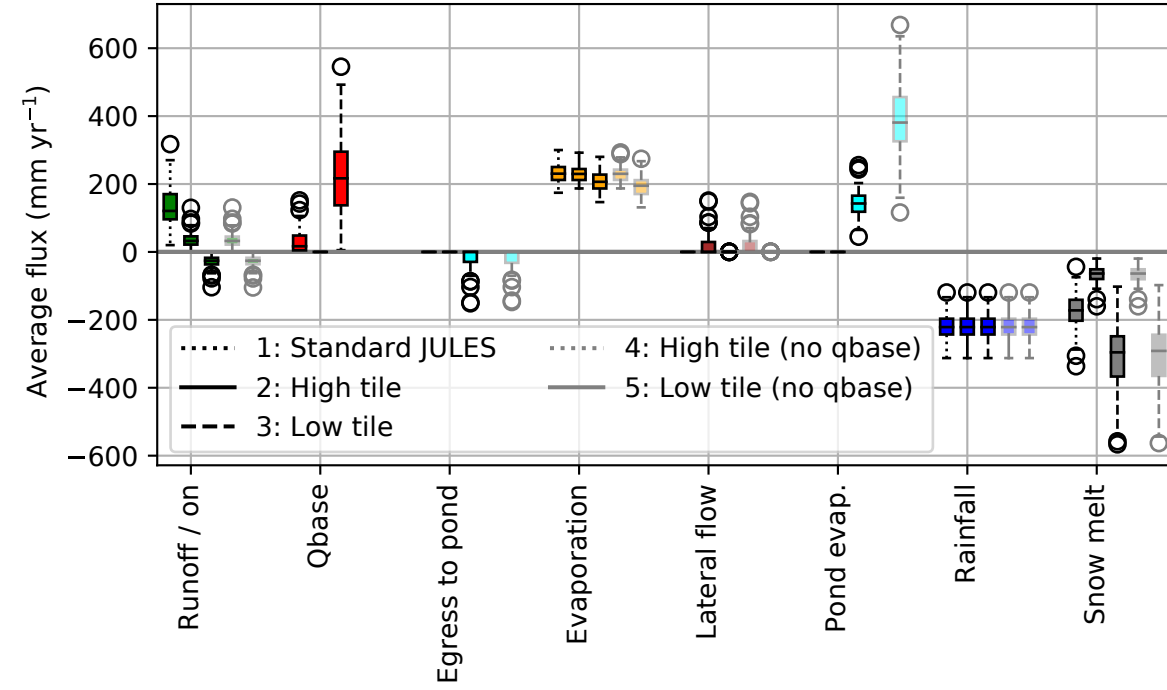 Average flux (mm yr⁻¹)
600
400
200
0
−200
−400
−600
1: Standard JULES
2: High tile
3: Low tile
4: High tile (no qbase)
5: Low tile (no qbase)
Runoff / on
Qbase
Egress to pond
Evaporation
Lateral flow
Pond evap.
Rainfall
Snow melt